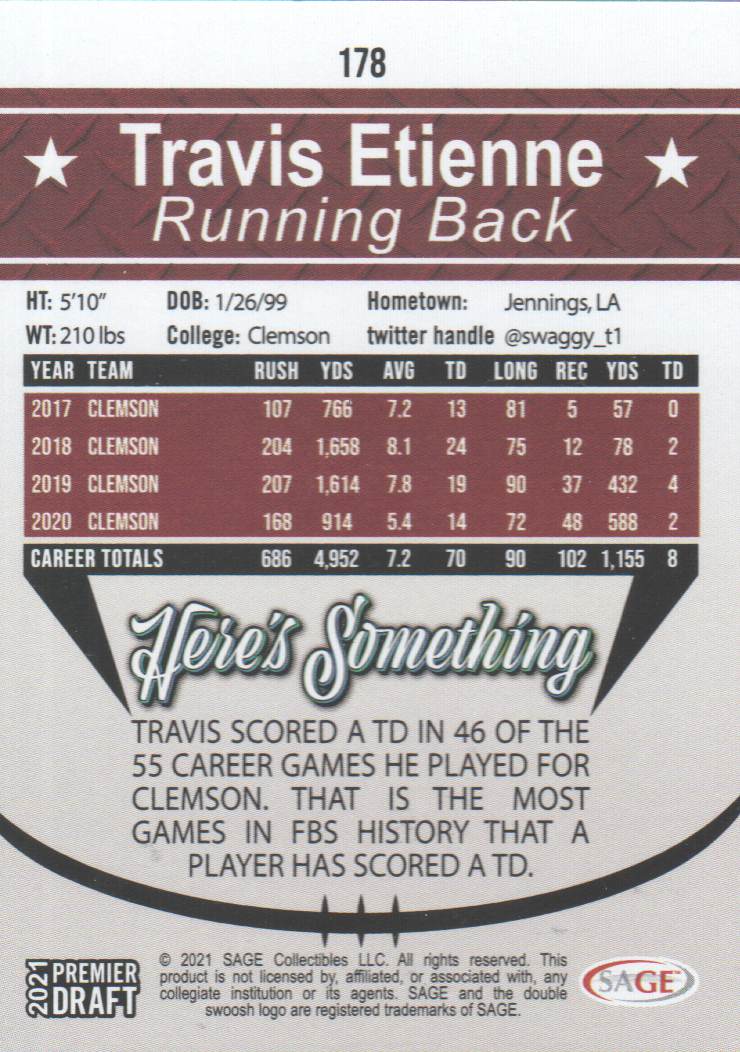 178
Travis Etienne
Running Back
HT: 5'10" DOB: 1/26/99 Hometown: Jennings, LA
WT: 210 lbs College: Clemson twitter handle @swaggy_t1
YEAR TEAM RUSH YDS AVG TD LONG REC YDS TD
2017 CLEMSON 107 766 7.2 13 81 5 57 0
2018 CLEMSON 204 1,658 8.1 24 75 12 78 2
2019 CLEMSON 207 1,614 7.8 19 90 37 432 4
2020 CLEMSON 168 914 5.4 14 72 48 588 2
CAREER TOTALS 686 4,952 7.2 70 90 102 1,155 8
Here's Something
TRAVIS SCORED A TD IN 46 OF THE
55 CAREER GAMES HE PLAYED FOR
CLEMSON. THAT IS THE MOST
GAMES IN FBS HISTORY THAT A
PLAYER HAS SCORED A TD.
2021 PREMIER
DRAFT
© 2021 SAGE Collectibles LLC. All rights reserved. This
product is not licensed by, affiliated, or associated with, any
collegiate institution or its agents. SAGE and the double
swoosh logo are registered trademarks of SAGE.
SAGE™